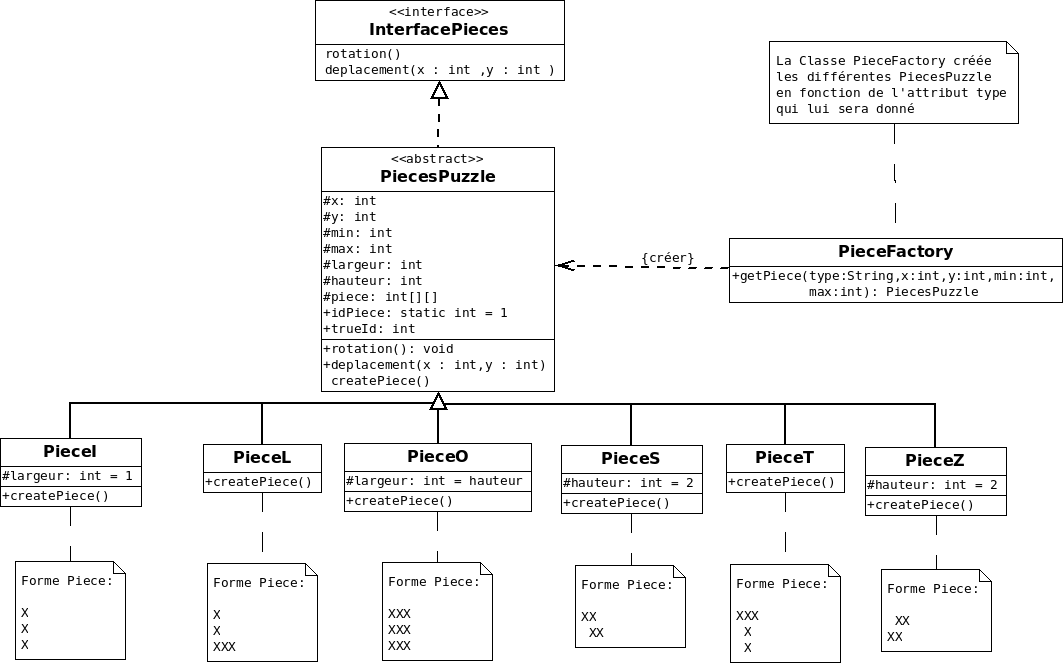 <<interface>>
InterfacePieces
rotation()
deplacement(x : int ,y : int )
La Classe PieceFactory créée
les différentes PiecesPuzzle
en fonction de l'attribut type
qui lui sera donné
<<abstract>>
PiecesPuzzle
#x: int
#y: int
#min: int
#max: int
#largeur: int
#hauteur: int
#piece: int[][]
+idPiece: static int = 1
+trueId: int
+rotation(): void
+deplacement(x : int,y : int)
createPiece()
{créer}
PieceFactory
+getPiece(type:String,x:int,y:int,min:int,
max:int): PiecesPuzzle
PieceI
#largeur: int = 1
+createPiece()
PieceL
+createPiece()
PieceO
#largeur: int = hauteur
+createPiece()
PieceS
#hauteur: int = 2
+createPiece()
PieceT
+createPiece()
PieceZ
#hauteur: int = 2
+createPiece()
Forme Piece:
X
X
X
Forme Piece:
X
X
XXX
Forme Piece:
XXX
XXX
XXX
Forme Piece:
XX
 XX
Forme Piece:
XXX
 X
 X
Forme Piece:
 XX
XX